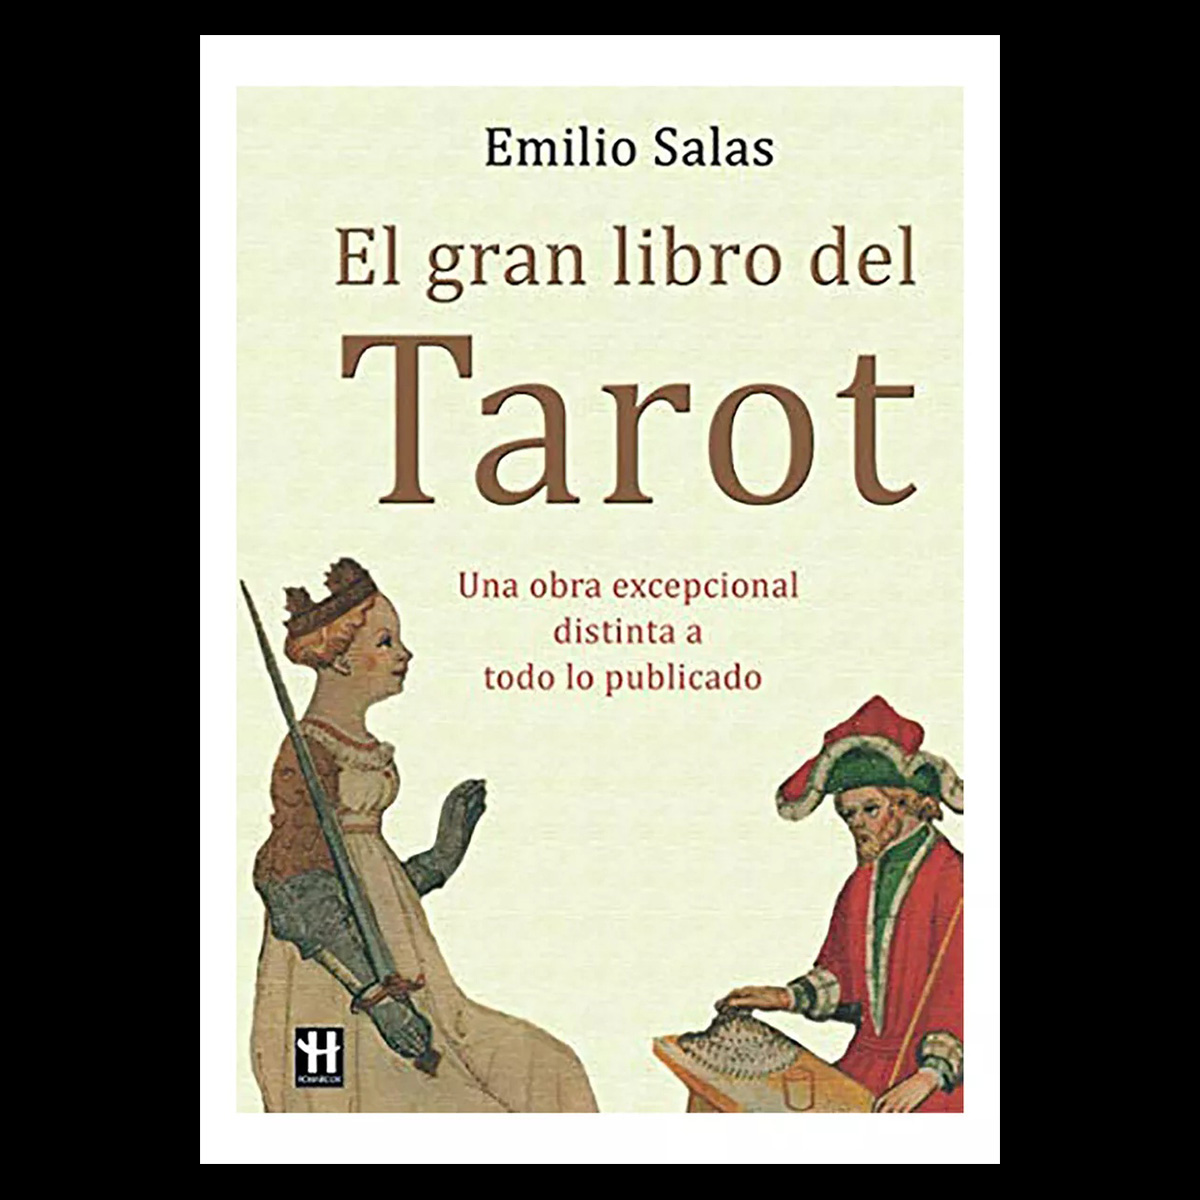 Emilio Salas
El gran libro del
Tarot
Una obra excepcional
distinta a
todo lo publicado
H